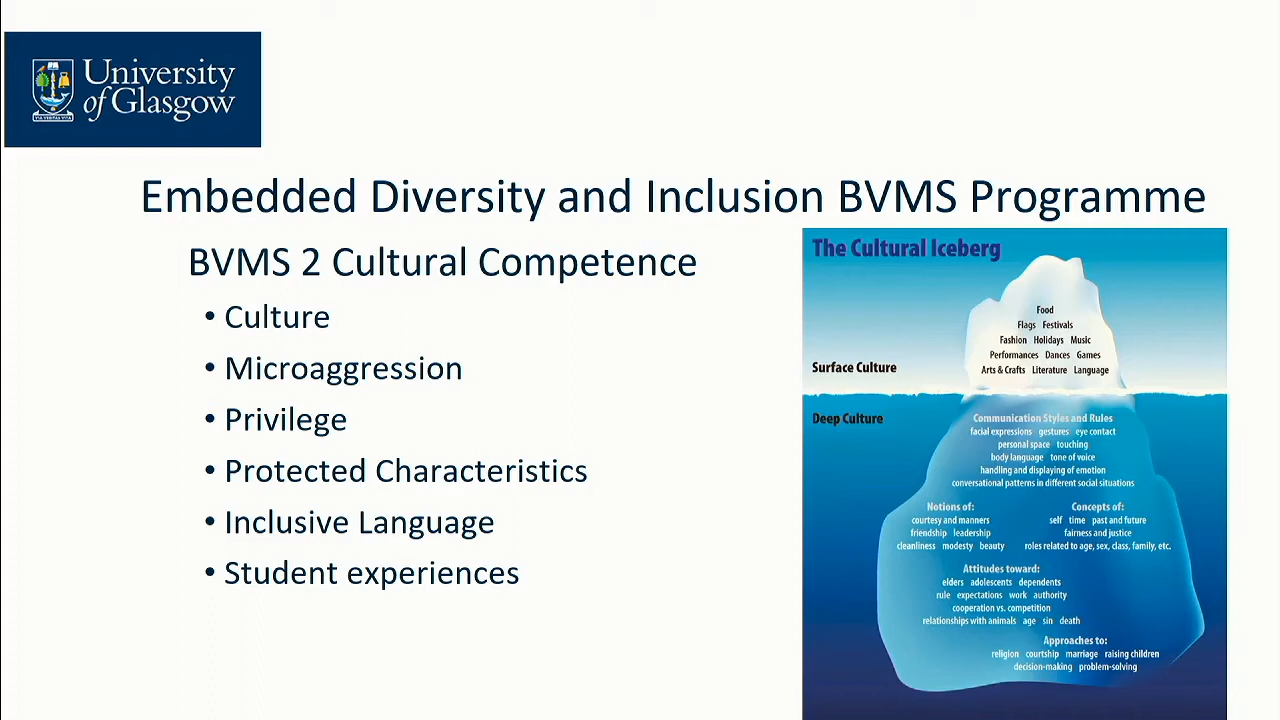 University
of Glasgow
VIA VERITAS VITA
Embedded Diversity and Inclusion BVMS Programme
BVMS 2 Cultural Competence
• Culture
• Microaggression
• Privilege
• Protected Characteristics
• Inclusive Language
• Student experiences
The Cultural Iceberg
Food
Flags Festivals
Fashion Holidays Music
Performances Dances Games
Arts & Crafts Literature Language
Surface Culture
Deep Culture
Communication Styles and Rules
facial expressions gestures eye contact
personal space touching
body language tone of voice
handling and displaying of emotion
conversational patterns in different social situations
Notions of:
courtesy and manners
friendship leadership
cleanliness modesty beauty
Concepts of:
self time past and future
fairness and justice
roles related to age, sex, class, family, etc.
Attitudes toward:
elders adolescents dependents
rule expectations work authority
cooperation vs. competition
relationships with animals age sin death
Approaches to:
religion courtship marriage raising children
decision-making problem-solving